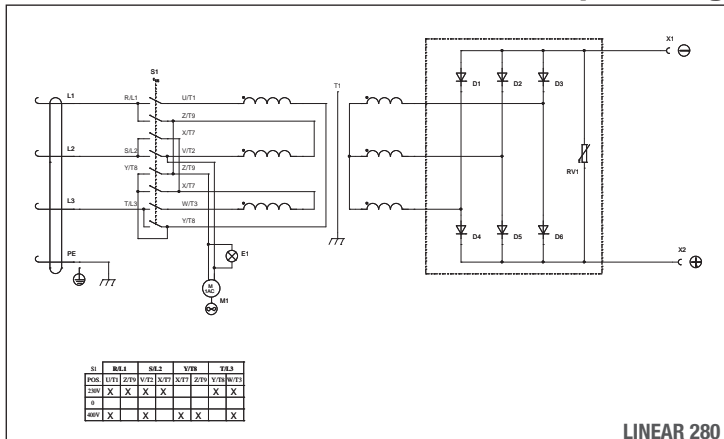 S1
X1
L1
R/L1
U/T1
T1
D1
D2
D3
Z/T9
X/T7
L2
S/L2
V/T2
Y/T8
Z/T9
RV1
X/T7
L3
T/L3
W/T3
Y/T8
D4
D5
D6
PE
E1
X2
M
1AC
M1
S1 R/L1 S/L2 Y/T8 T/L3
POS. U/T1 Z/T9 V/T2 X/T7 X/T7 Z/T9 Y/T8 W/T3
230V X X X X X X
0
400V X X X X X
LINEAR 280